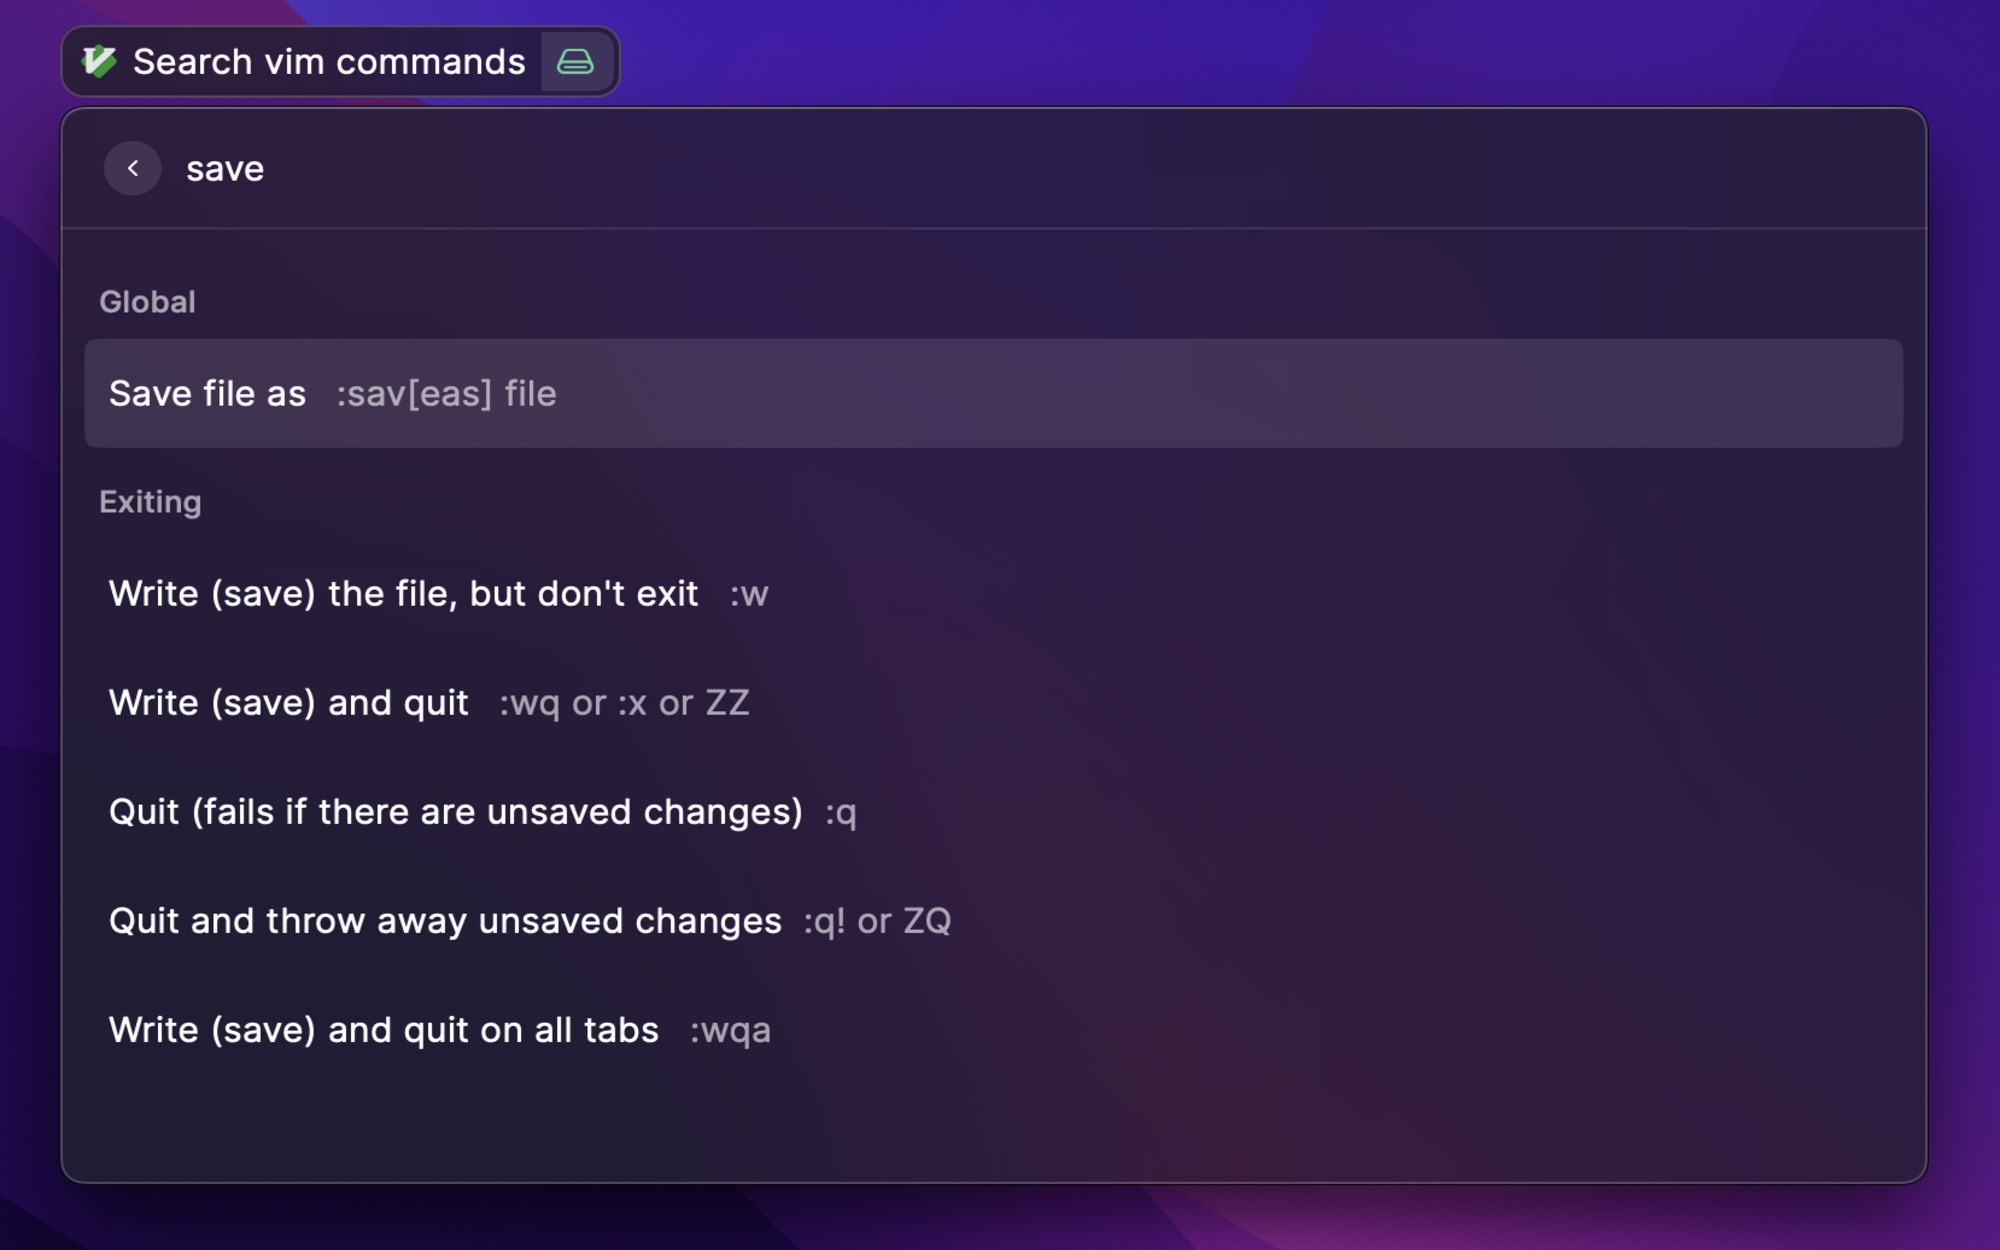 Search vim commands
save
Global
Save file as :sav[eas] file
Exiting
Write (save) the file, but don't exit :w
Write (save) and quit :wq or :x or ZZ
Quit (fails if there are unsaved changes) :q
Quit and throw away unsaved changes :q! or ZQ
Write (save) and quit on all tabs :wqa